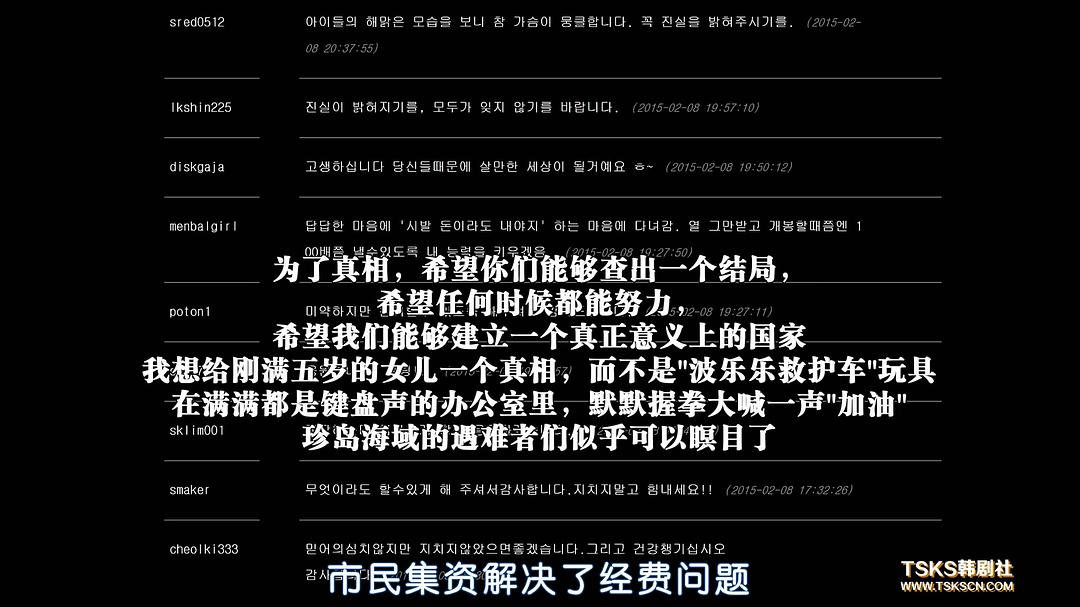 sred0512
아이들의 해맑은 모습을 보니 참 가슴이 뭉클합니다. 꼭 진실을 밝혀주시기를. (2015-02-
08 20:37:55)
lkshin225
진실이 밝혀지기를, 모두가 잊지 않기를 바랍니다. (2015-02-08 19:57:10)
diskgaja
고생하십니다 당신들때문에 살만한 세상이 될거예요 ㅎ~ (2015-02-08 19:50:12)
menbalgirl
답답한 마음에 '시발 돈이라도 내야지' 하는 마음에 다녀감. 열 그만받고 개봉할때쯤엔 1
00배쯤 낼수있도록 내 능력을 키우겠음. (2015-02-08 19:27:50)
为了真相，希望你们能够查出一个结局，
poton1
미약하지만
19:27:11)
希望任何时候都能努力，
希望我们能够建立一个真正意义上的国家
我想给刚满五岁的女儿一个真相，而不是"波乐乐救护车"玩具
在满满都是键盘声的办公室里，默默握拳大喊一声"加油"
sklim001
珍岛海域的遇难者们似乎可以瞑目了
smaker
무엇이라도 할수있게 해 주셔서감사합니다.지치지말고 힘내세요!! (2015-02-08 17:32:26)
cheolki333
믿어의심치않지만 지치지않았으면좋겠습니다.그리고 건강챙기십시오
市民集资解决了经费问题
TSKS韩剧社
WWW.TSKSCN.COM